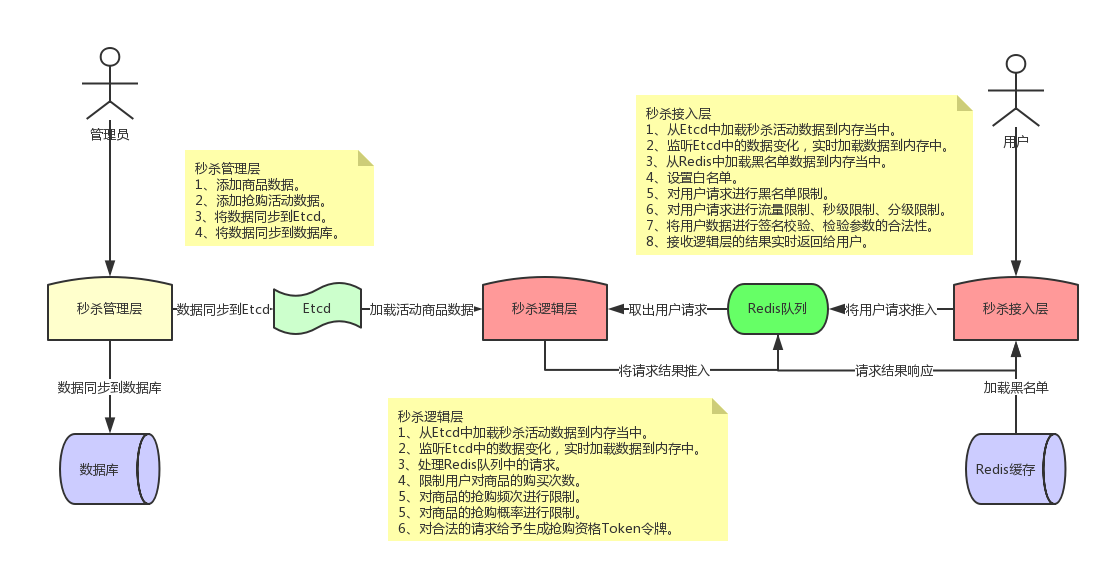 管理员
用户
秒杀管理层
1、添加商品数据。
2、添加抢购活动数据。
3、将数据同步到Etcd。
4、将数据同步到数据库。
秒杀接入层
1、从Etcd中加载秒杀活动数据到内存当中。
2、监听Etcd中的数据变化，实时加载数据到内存中。
3、从Redis中加载黑名单数据到内存当中。
4、设置白名单。
5、对用户请求进行黑名单限制。
6、对用户请求进行流量限制、秒级限制、分级限制。
7、将用户数据进行签名校验、检验参数的合法性。
8、接收逻辑层的结果实时返回给用户。
秒杀管理层
数据同步到Etcd
Etcd
加载活动商品数据
秒杀逻辑层
取出用户请求
Redis队列
将用户请求推入
秒杀接入层
将请求结果推入
请求结果响应
数据同步到数据库
加载黑名单
数据库
Redis缓存
秒杀逻辑层
1、从Etcd中加载秒杀活动数据到内存当中。
2、监听Etcd中的数据变化，实时加载数据到内存中。
3、处理Redis队列中的请求。
4、限制用户对商品的购买次数。
5、对商品的抢购频次进行限制。
5、对商品的抢购概率进行限制。
6、对合法的请求给予生成抢购资格Token令牌。